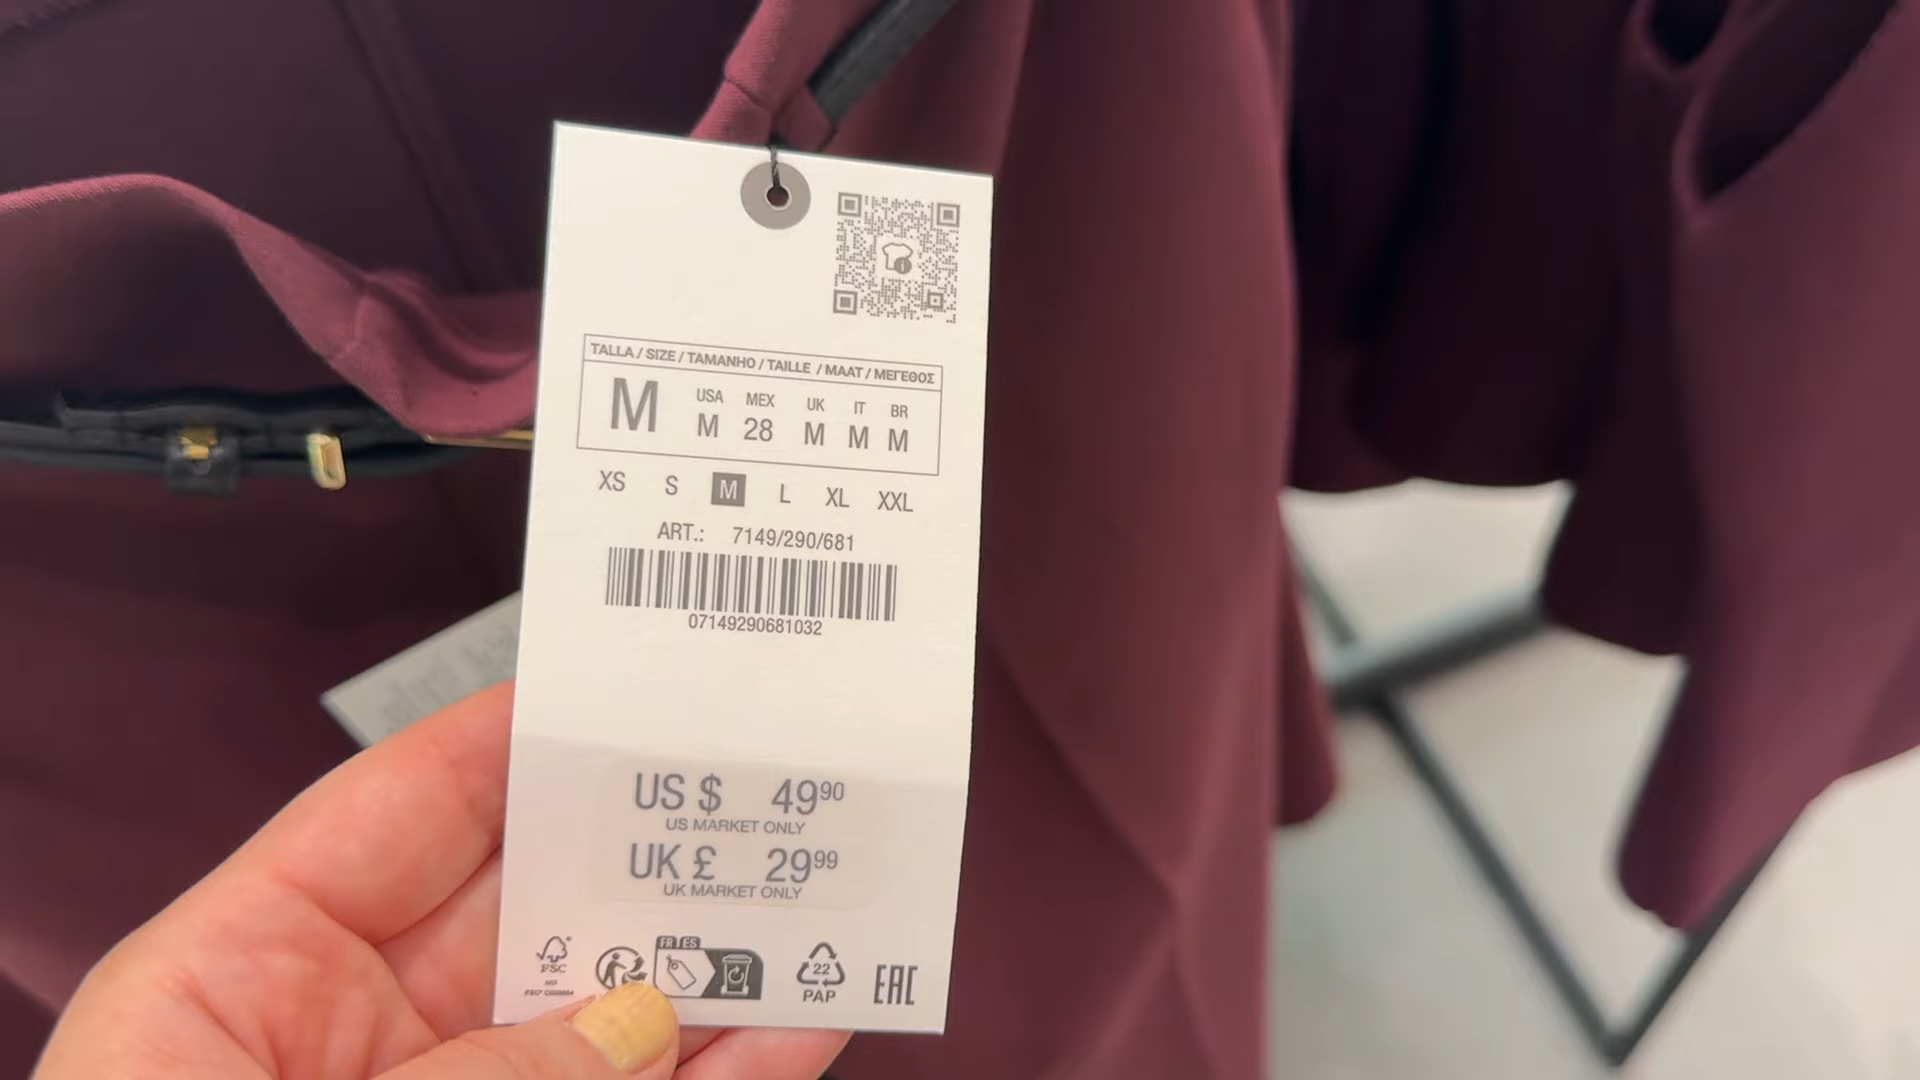 TALLA / SIZE / TAMANHO / TAILLE / MAAT / ΜΕΓΕΘΟΣ
M USA MEX UK IT BR
M 28 M M M
XS S M L XL XXL
ART.: 7149/290/681
07149290681032
US $ 49⁹⁰
US MARKET ONLY
UK £ 29⁹⁹
UK MARKET ONLY
FR ES
FSC
22
PAP
EAC